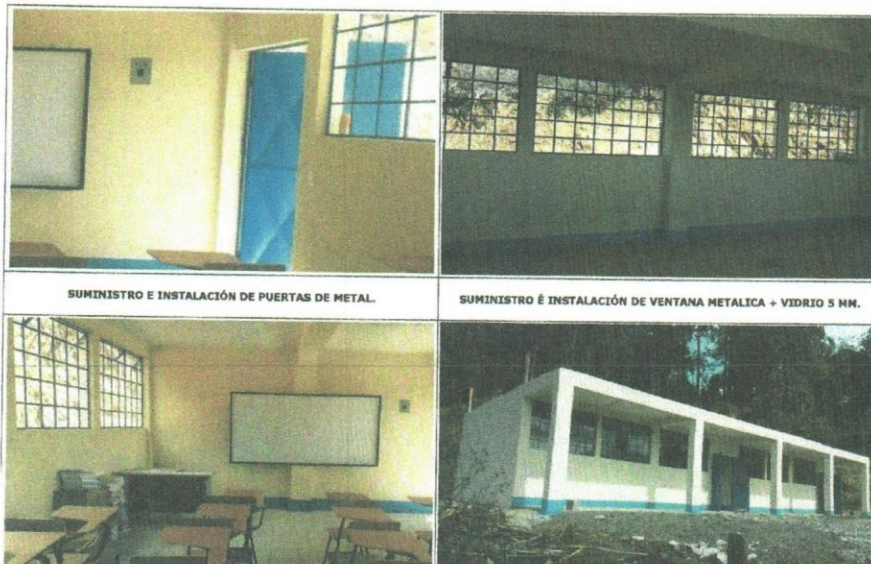 SUMINISTRO E INSTALACIÓN DE PUERTAS DE METAL.
SUMINISTRO É INSTALACIÓN DE VENTANA METALICA + VIDRIO 5 MM.